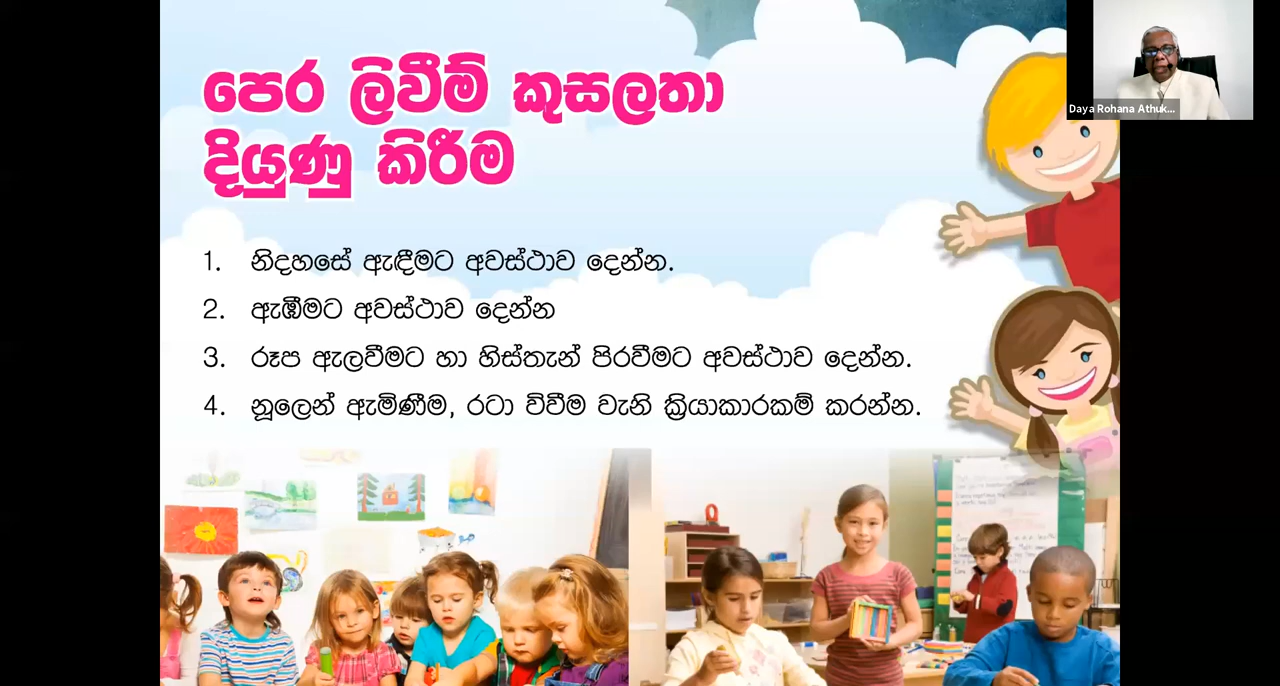 පෙර ලිවීම් කුසලතා
දියුණු කිරීම
1. නිදහසේ ඇඳීමට අවස්ථාව දෙන්න.
2. ඇඹීමට අවස්ථාව දෙන්න
3. රූප ඇලවීමට හා හිස්තැන් පිරවීමට අවස්ථාව දෙන්න.
4. නූලෙන් ඇමිණීම, රටා විවීම වැනි ක්‍රියාකාරකම් කරන්න.
Daya Rohana Athuk...